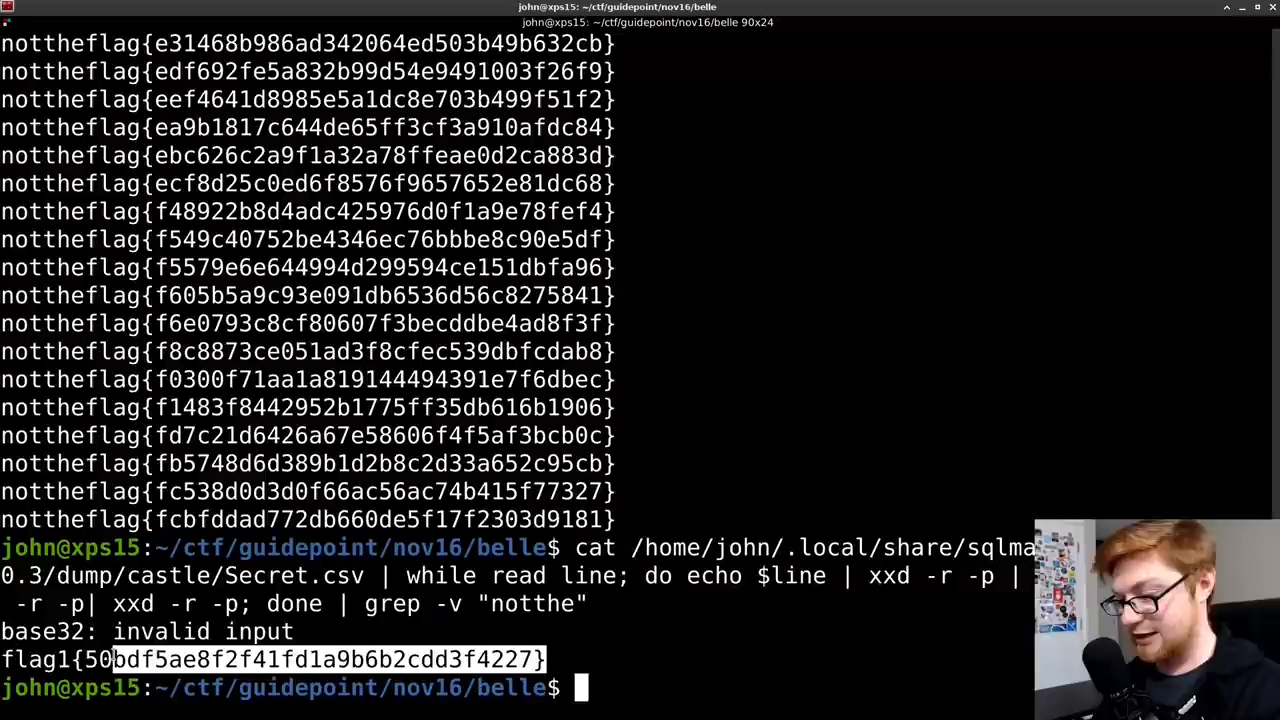 john@xps15: ~/ctf/guidepoint/nov16/belle
john@xps15: ~/ctf/guidepoint/nov16/belle 90x24
nottheflag{e31468b986ad342064ed503b49b632cb}
nottheflag{edf692fe5a832b99d54e9491003f26f9}
nottheflag{eef4641d8985e5a1dc8e703b499f51f2}
nottheflag{ea9b1817c644de65ff3cf3a910afdc84}
nottheflag{ebc626c2a9f1a32a78ffeae0d2ca883d}
nottheflag{ecf8d25c0ed6f8576f9657652e81dc68}
nottheflag{f48922b8d4adc425976d0f1a9e78fef4}
nottheflag{f549c40752be4346ec76bbbe8c90e5df}
nottheflag{f5579e6e644994d299594ce151dbfa96}
nottheflag{f605b5a9c93e091db6536d56c8275841}
nottheflag{f6e0793c8cf80607f3becddbe4ad8f3f}
nottheflag{f8c8873ce051ad3f8cfec539dbfcdab8}
nottheflag{f0300f71aa1a819144494391e7f6dbec}
nottheflag{f1483f8442952b1775ff35db616b1906}
nottheflag{fd7c21d6426a67e58606f4f5af3bcb0c}
nottheflag{fb5748d6d389b1d2b8c2d33a652c95cb}
nottheflag{fc538d0d3d0f66ac56ac74b415f77327}
nottheflag{fcbfddad772db660de5f17f2303d9181}
john@xps15:~/ctf/guidepoint/nov16/belle$ cat /home/john/.local/share/sqlma
0.3/dump/castle/Secret.csv | while read line; do echo $line | xxd -r -p |
-r -p| xxd -r -p; done | grep -v "notthe"
base32: invalid input
flag1{50bdf5ae8f2f41fd1a9b6b2cdd3f4227}
john@xps15:~/ctf/guidepoint/nov16/belle$